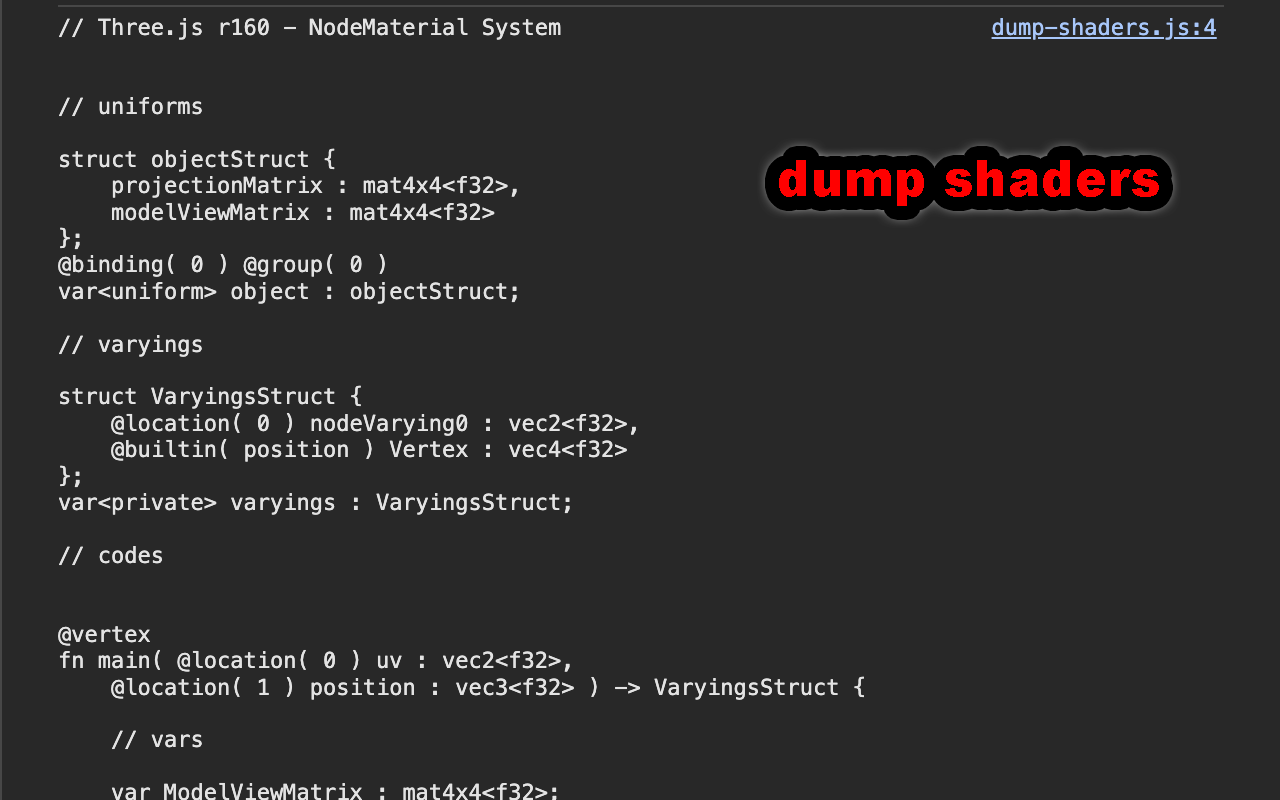 // Three.js r160 - NodeMaterial System
dump-shaders.js:4
// uniforms
dump shaders
struct objectStruct {
    projectionMatrix : mat4x4<f32>,
    modelViewMatrix : mat4x4<f32>
};
@binding( 0 ) @group( 0 )
var<uniform> object : objectStruct;
// varyings
struct VaryingsStruct {
    @location( 0 ) nodeVarying0 : vec2<f32>,
    @builtin( position ) Vertex : vec4<f32>
};
var<private> varyings : VaryingsStruct;
// codes
@vertex
fn main( @location( 0 ) uv : vec2<f32>,
    @location( 1 ) position : vec3<f32> ) -> VaryingsStruct {
    // vars
    var ModelViewMatrix : mat4x4<f32>;